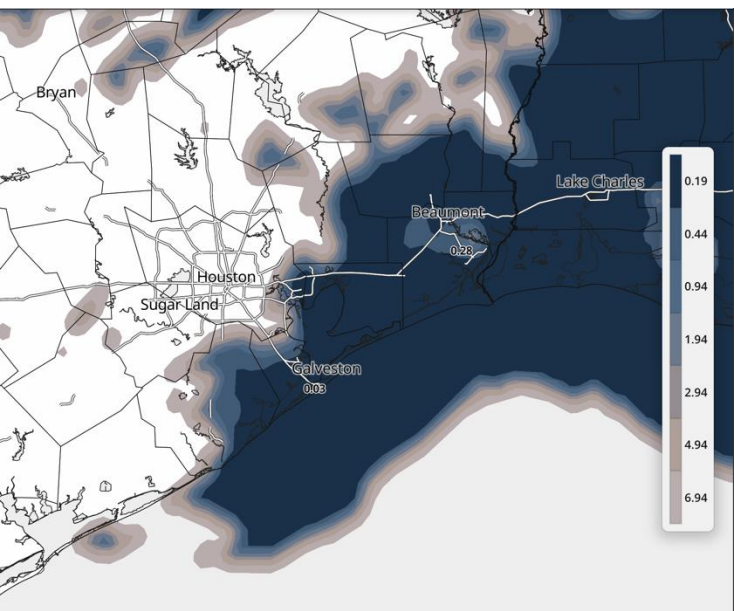 Bryan
Lake Charles
Beaumont
0.28
Houston
Sugar Land
Galveston
0.03
0.19
0.44
0.94
1.94
2.94
4.94
6.94